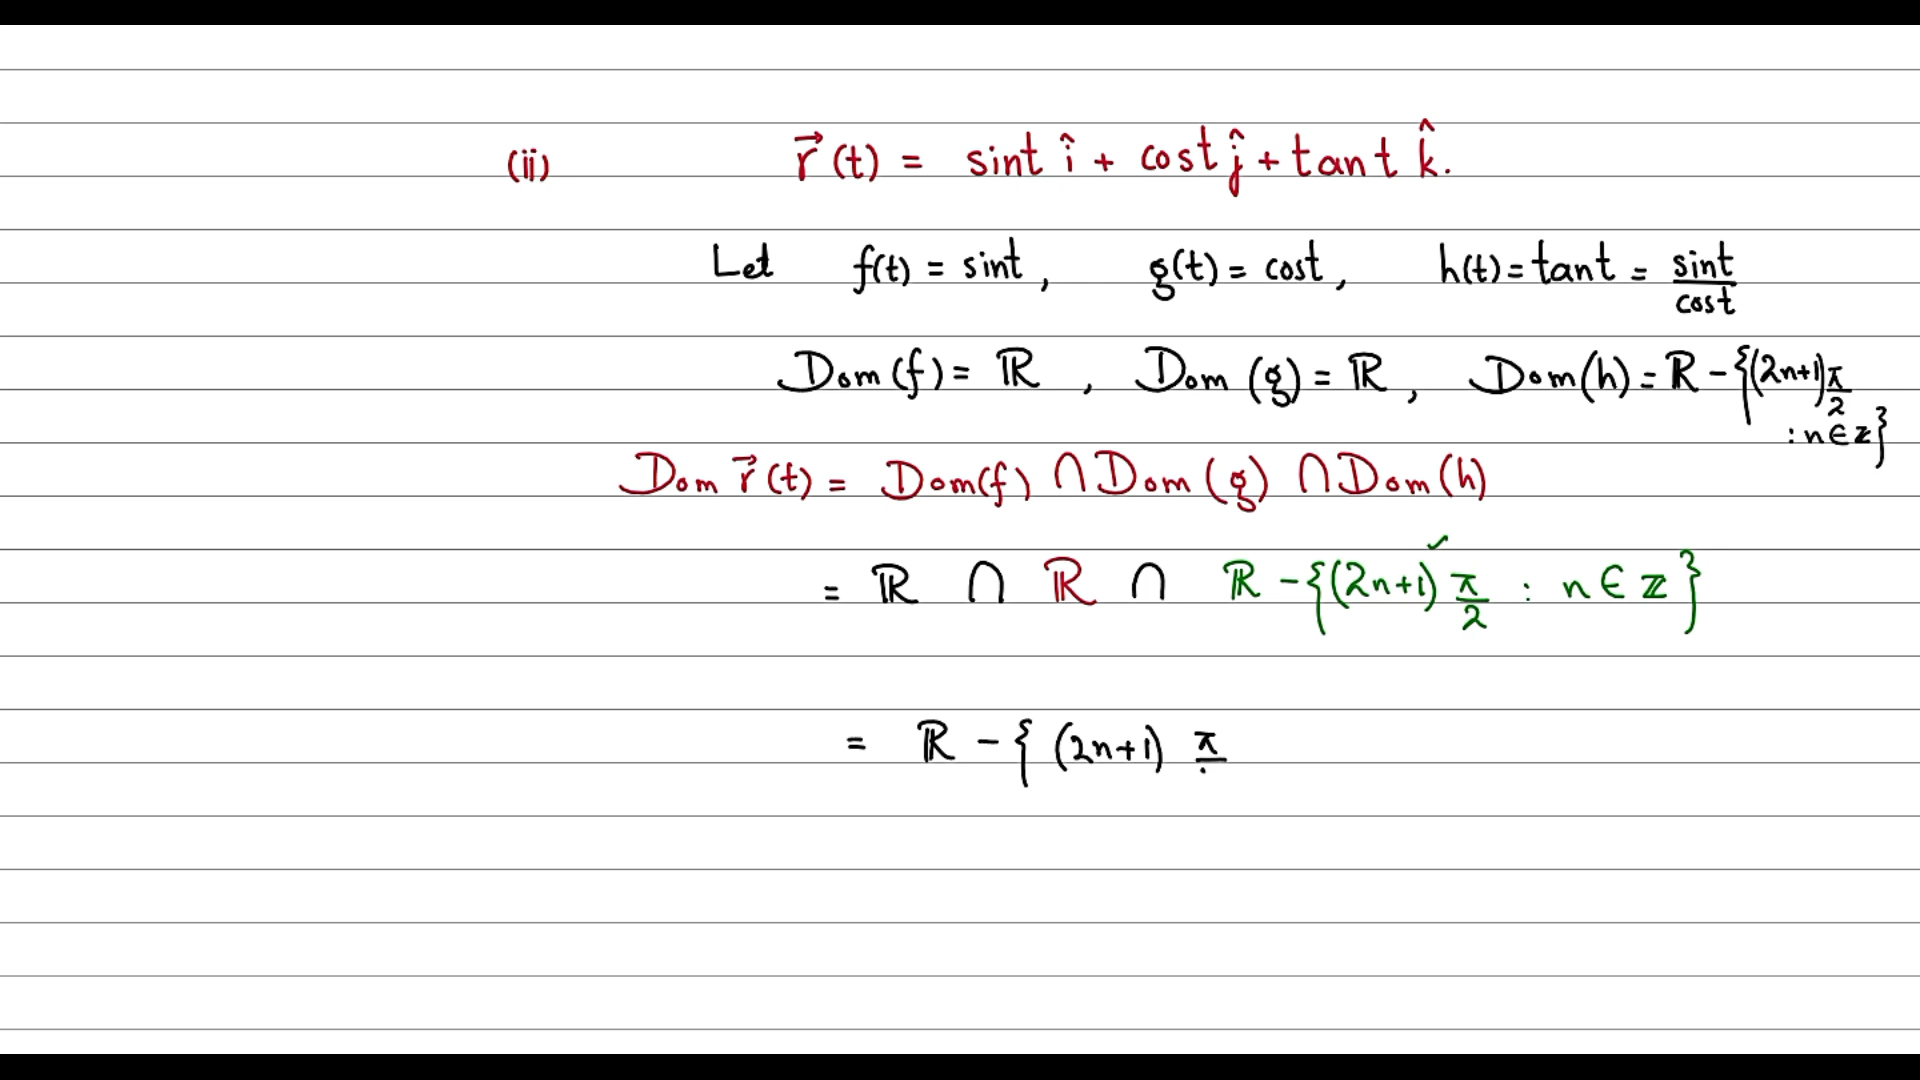 (ii) r⃗(t) = sint î + cost ĵ + tant k̂.
Let f(t) = sint, g(t) = cost, h(t) = tant = sint/cost
Dom(f) = ℝ, Dom(g) = ℝ, Dom(h) = ℝ - {(2n+1)π/2
: n ∈ ℤ}
Dom r⃗(t) = Dom(f) ∩ Dom(g) ∩ Dom(h)
= ℝ ∩ ℝ ∩ ℝ - {(2n+1) π/2 : n ∈ ℤ}
= ℝ - { (2n+1) π